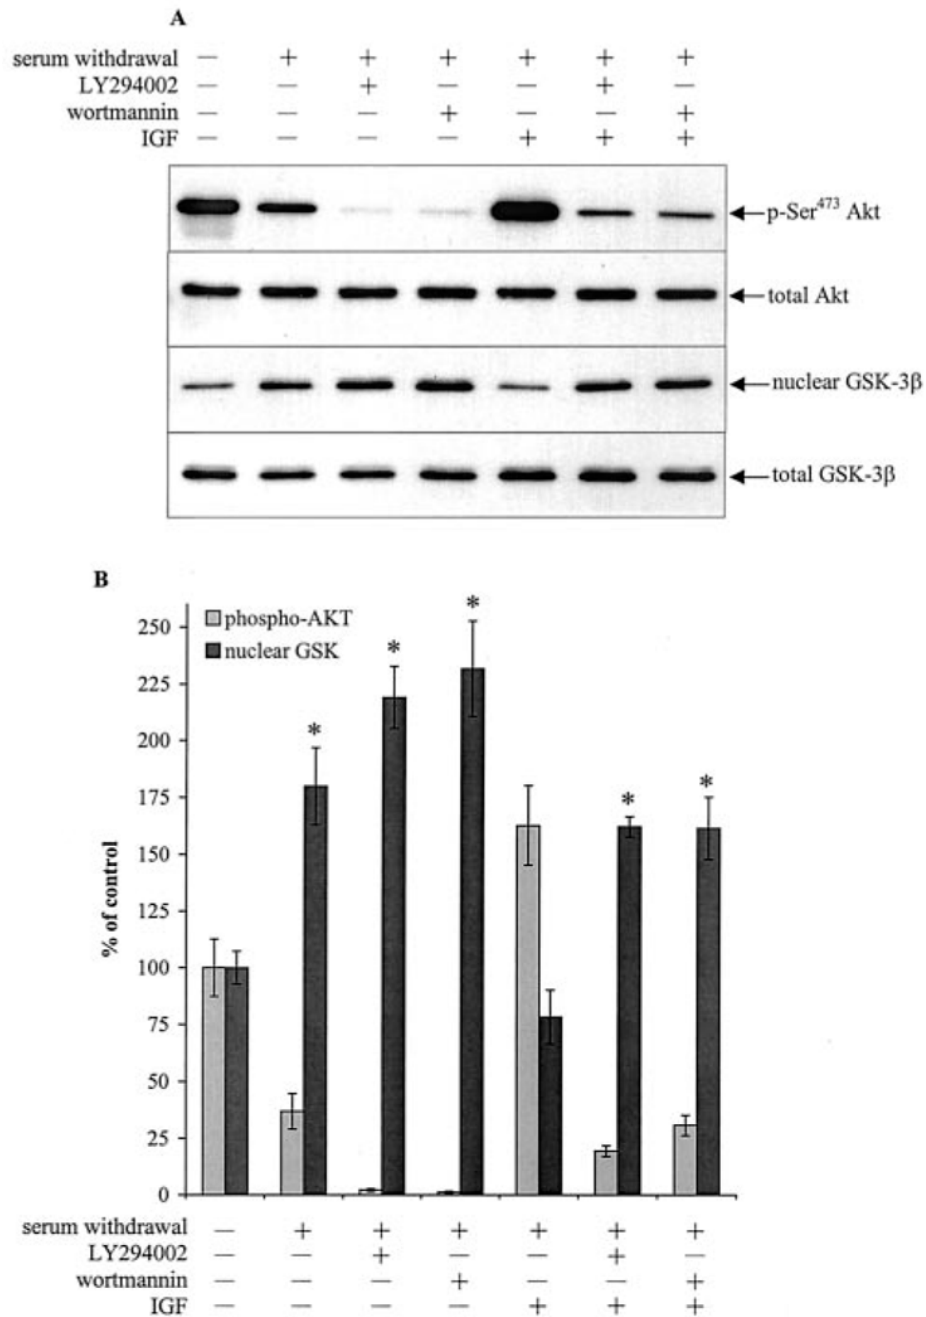 A
serum withdrawal — + + + + + +
LY294002 — — + — — + —
wortmannin — — — + — — +
IGF — — — — + + +
p-Ser473 Akt
total Akt
nuclear GSK-3β
total GSK-3β
B
phospho-AKT
nuclear GSK
% of control
250
225
200
175
150
125
100
75
50
25
0
* * * * *
serum withdrawal — + + + + + +
LY294002 — — + — — + —
wortmannin — — — + — — +
IGF — — — — + + +